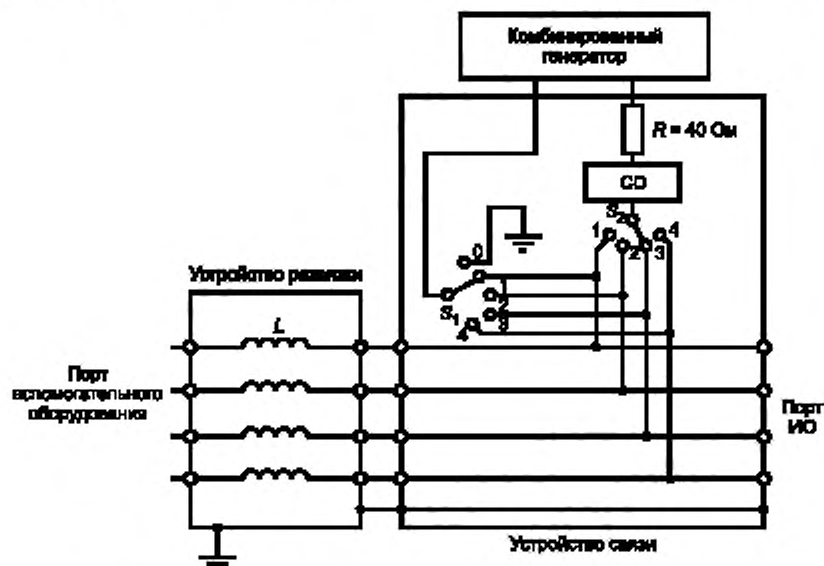 Комбинированный
генератор
R = 40 Ом
CD
S2
1
2
3
4
0
1
2
3
4
S1
Устройство развязки
L
Порт
вспомогательного
оборудования
Порт
ИО
Устройство связи